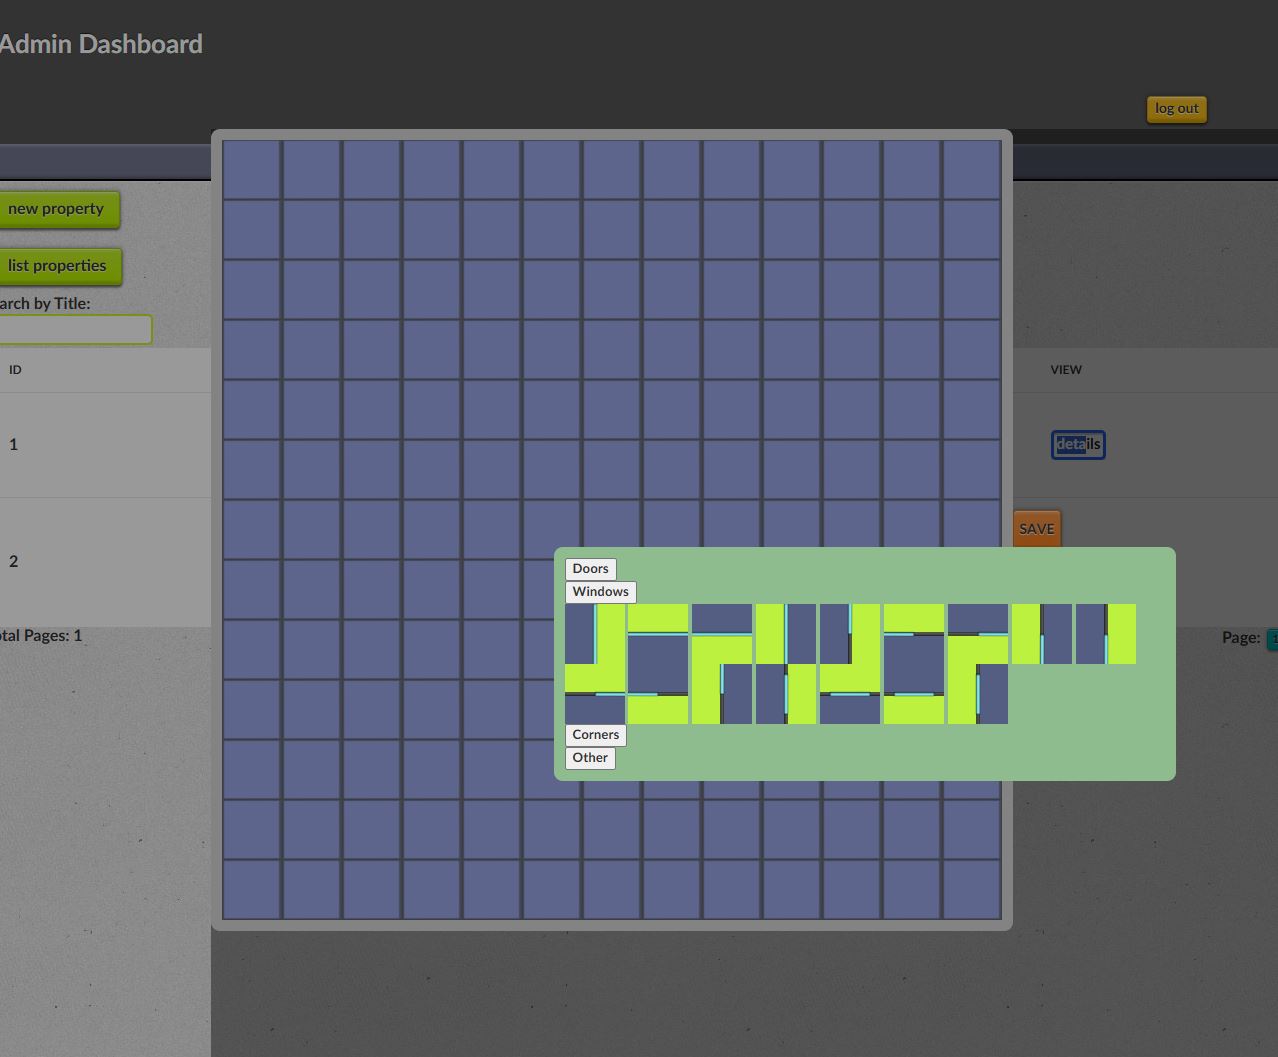 Admin Dashboard
log out
new property
list properties
arch by Title:
ID
VIEW
1
details
SAVE
2
Doors
Windows
tal Pages: 1
Page:
Corners
Other